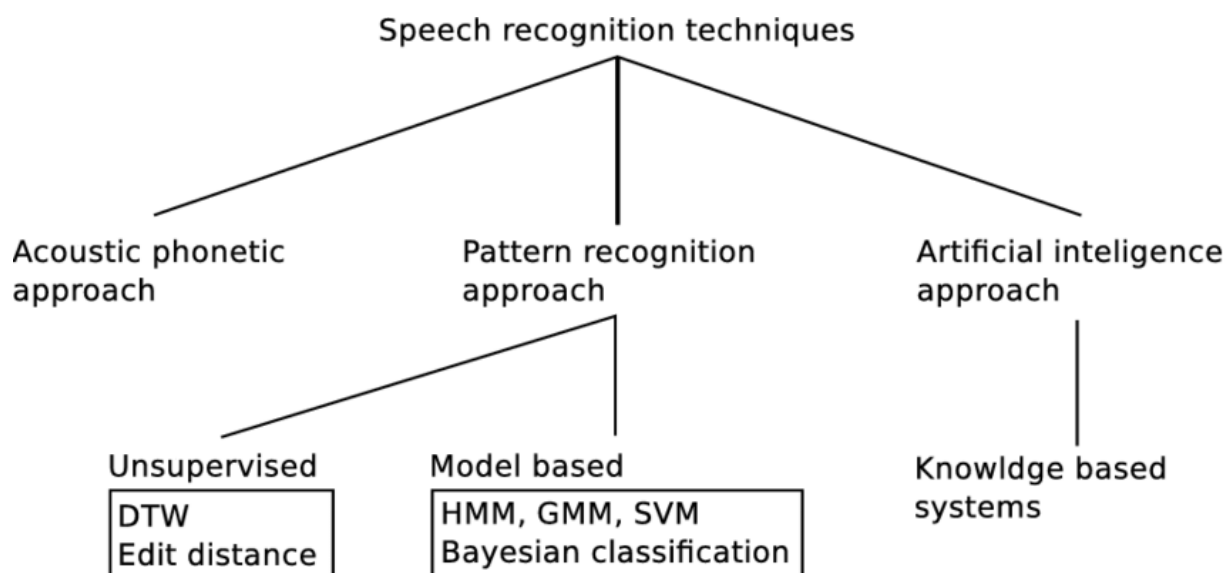 Speech recognition techniques
Acoustic phonetic
approach
Pattern recognition
approach
Artificial inteligence
approach
Unsupervised
DTW
Edit distance
Model based
HMM, GMM, SVM
Bayesian classification
Knowldge based
systems